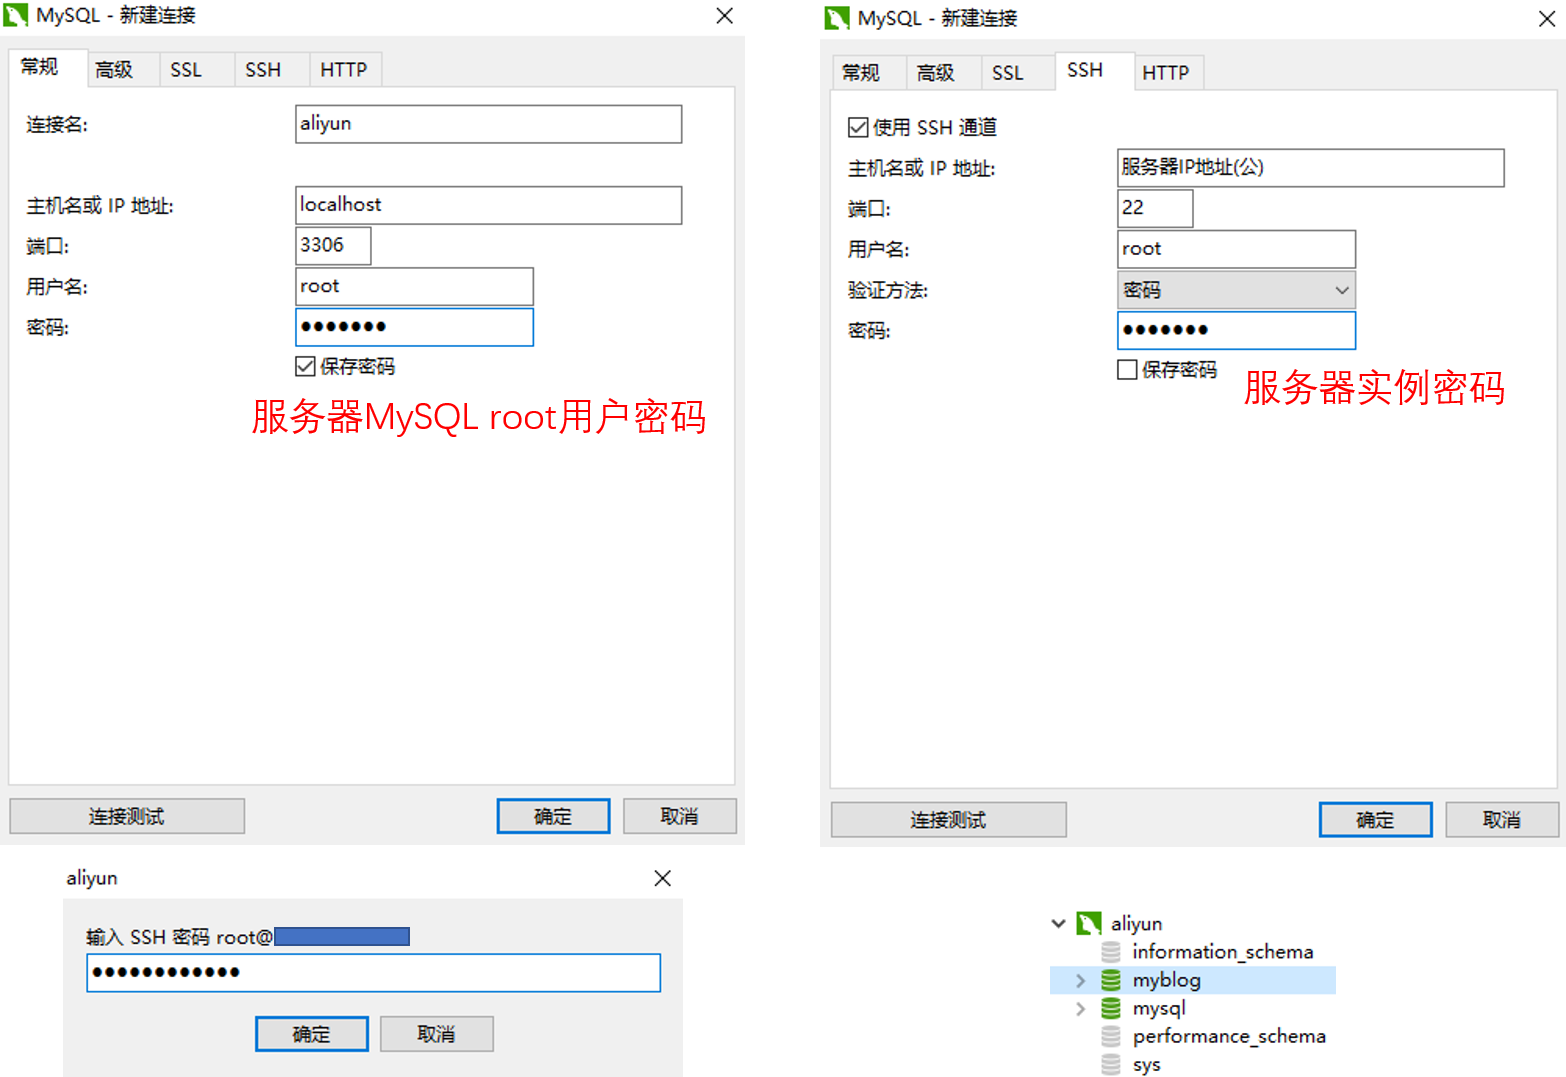 MySQL - 新建连接
常规 高级 SSL SSH HTTP
连接名: aliyun
主机名或 IP 地址: localhost
端口: 3306
用户名: root
密码: ●●●●●●●
保存密码
服务器MySQL root用户密码
连接测试 确定 取消
MySQL - 新建连接
常规 高级 SSL SSH HTTP
使用 SSH 通道
主机名或 IP 地址: 服务器IP地址(公)
端口: 22
用户名: root
验证方法: 密码
密码: ●●●●●●●
保存密码
服务器实例密码
连接测试 确定 取消
aliyun
输入 SSH 密码 root@
●●●●●●●●●●●●
确定 取消
aliyun
information_schema
myblog
mysql
performance_schema
sys